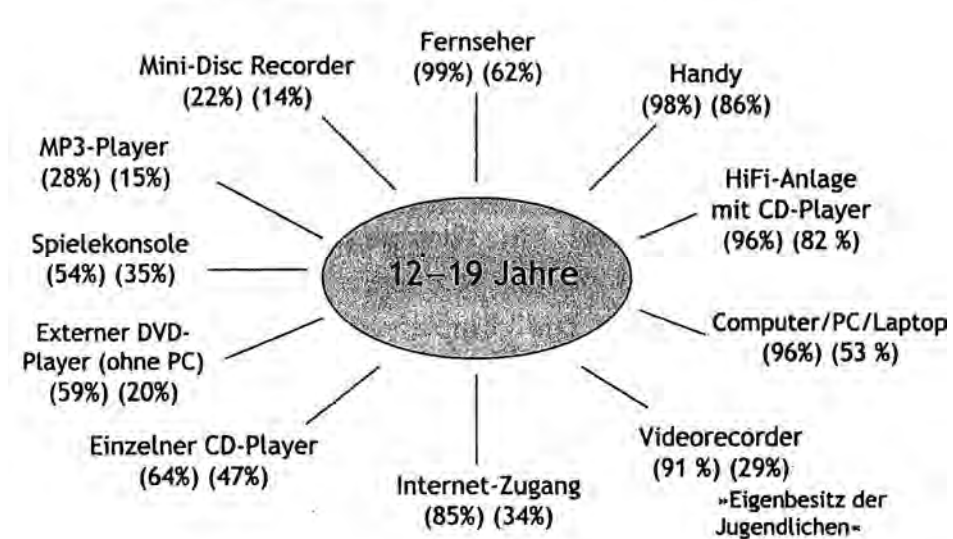 Fernseher
(99%) (62%)
Handy
(98%) (86%)
HiFi-Anlage
mit CD-Player
(96%) (82 %)
Computer/PC/Laptop
(96%) (53 %)
Videorecorder
(91 %) (29%)
»Eigenbesitz der
Jugendlichen«
Internet-Zugang
(85%) (34%)
Einzelner CD-Player
(64%) (47%)
Externer DVD-
Player (ohne PC)
(59%) (20%)
Spielekonsole
(54%) (35%)
MP3-Player
(28%) (15%)
Mini-Disc Recorder
(22%) (14%)
12–19 Jahre